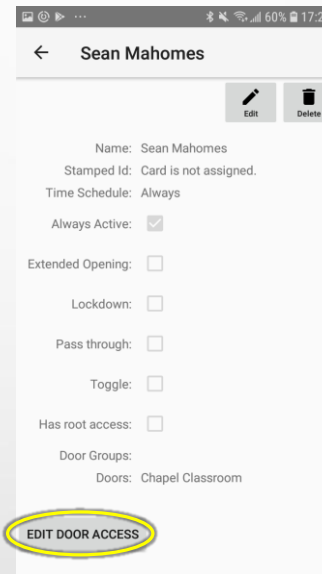 60% 17:2
Sean Mahomes
Edit Delete
Name: Sean Mahomes
Stamped Id: Card is not assigned.
Time Schedule: Always
Always Active:
Extended Opening:
Lockdown:
Pass through:
Toggle:
Has root access:
Door Groups:
Doors: Chapel Classroom
EDIT DOOR ACCESS